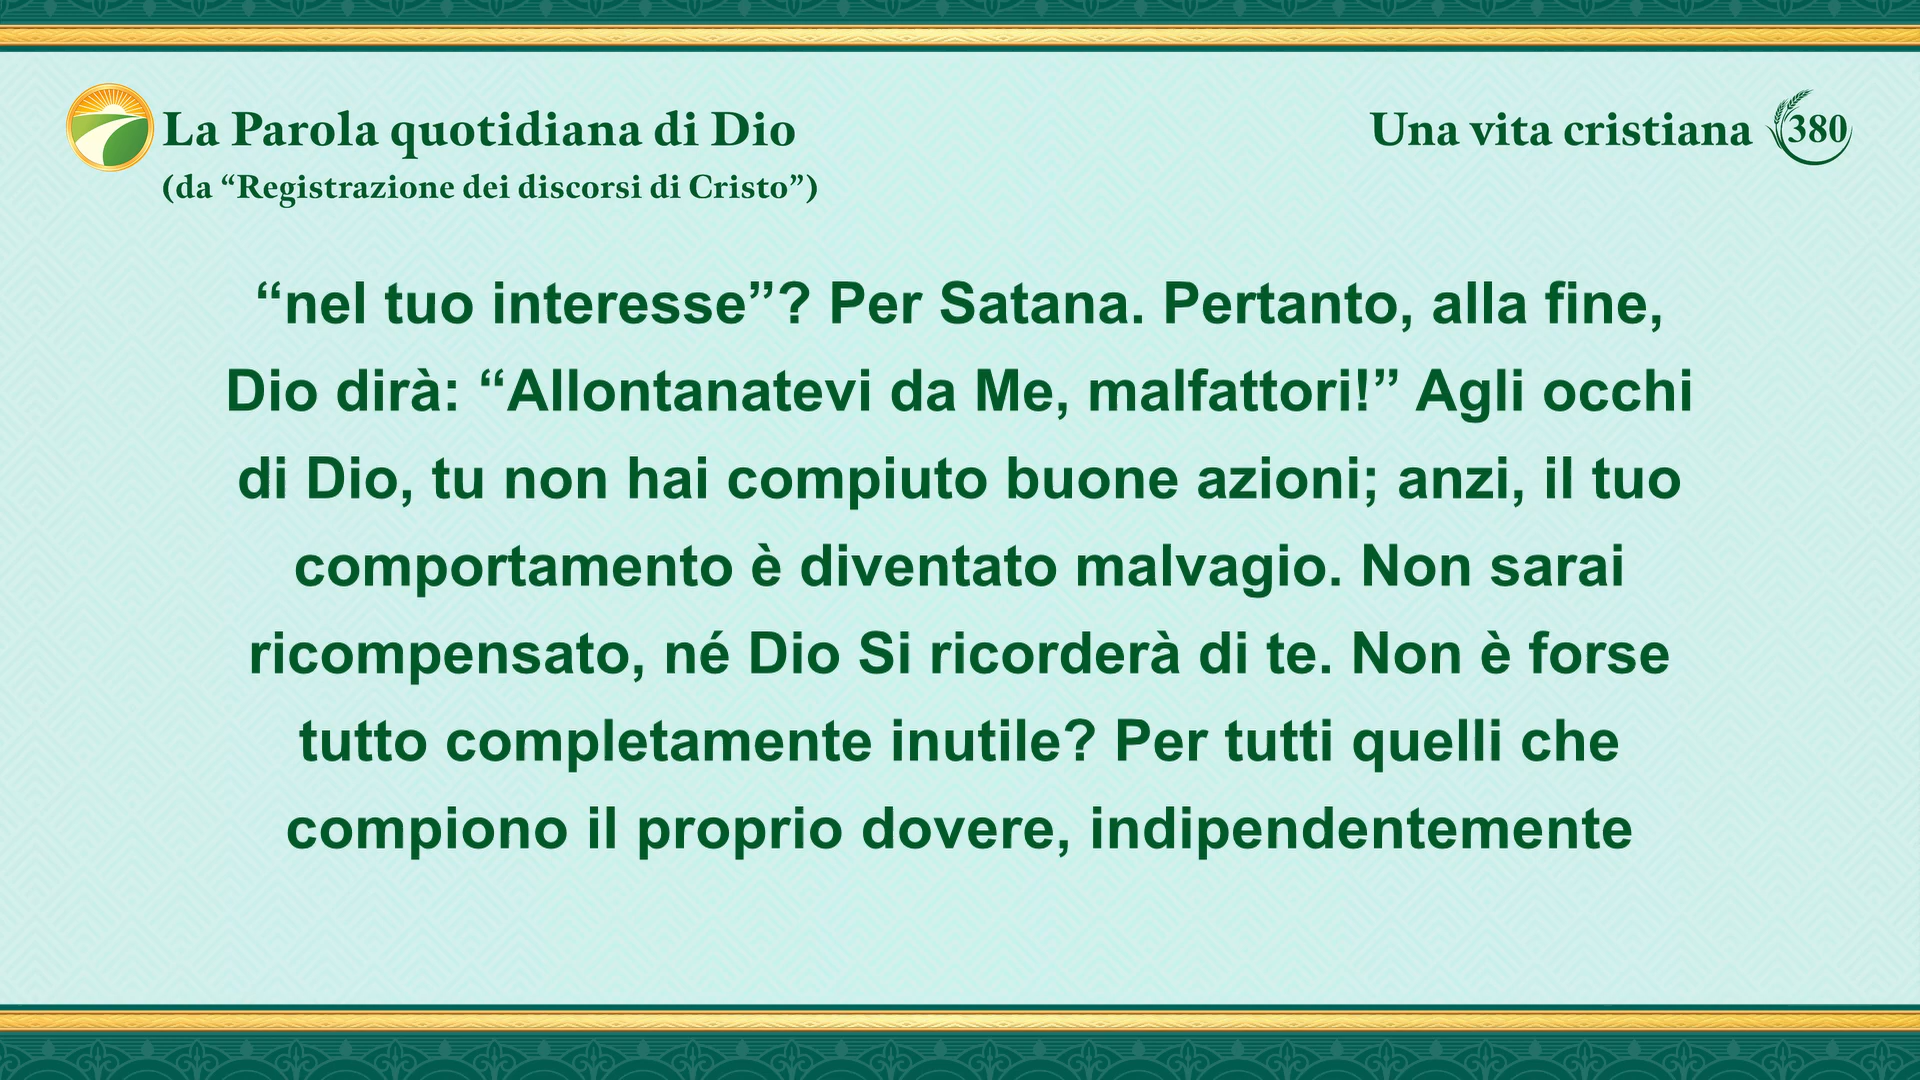 La Parola quotidiana di Dio
(da “Registrazione dei discorsi di Cristo”)
Una vita cristiana 380
“nel tuo interesse”? Per Satana. Pertanto, alla fine,
Dio dirà: “Allontanatevi da Me, malfattori!” Agli occhi
di Dio, tu non hai compiuto buone azioni; anzi, il tuo
comportamento è diventato malvagio. Non sarai
ricompensato, né Dio Si ricorderà di te. Non è forse
tutto completamente inutile? Per tutti quelli che
compiono il proprio dovere, indipendentemente